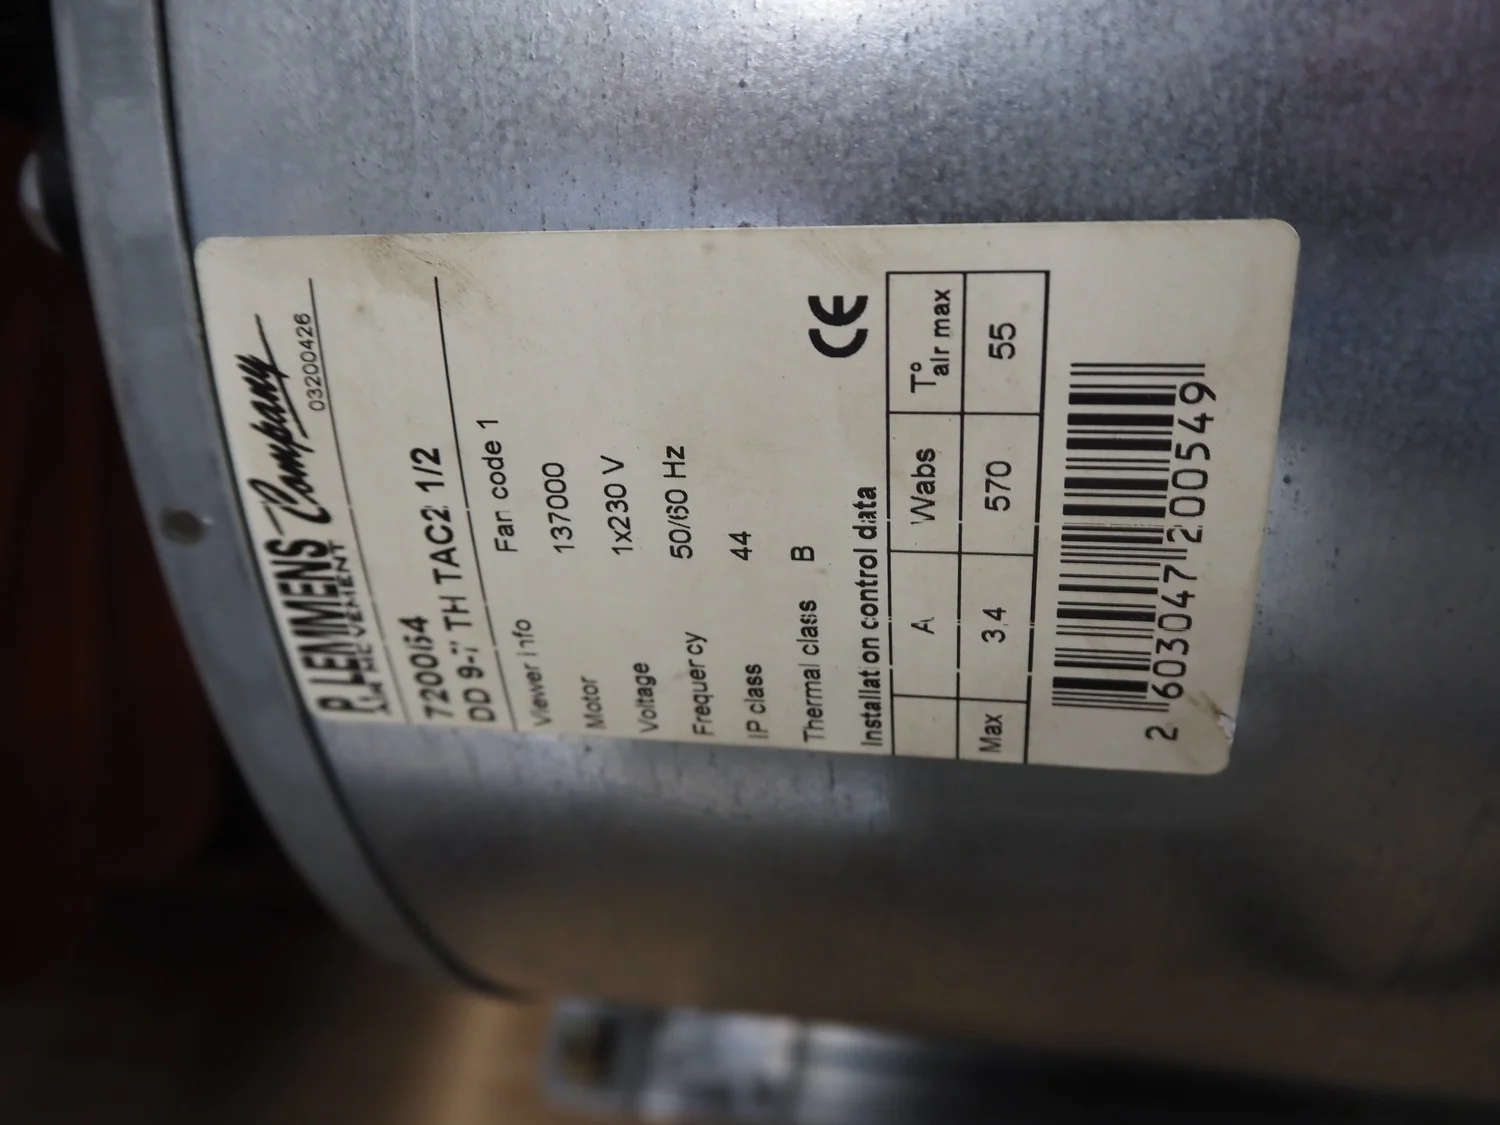 P.LEMMENS Company
AIR MOVEMENT 03200426
DD 9-7 TH TAC2 1/2
Viewer info Fan code 1
Motor 137000
Voltage 1x230 V
Frequency 50/60 Hz
IP class 44
Thermal class B
CE
Installation control data
A Wabs T° air max
Max 3,4 570 55
2 603047 200549